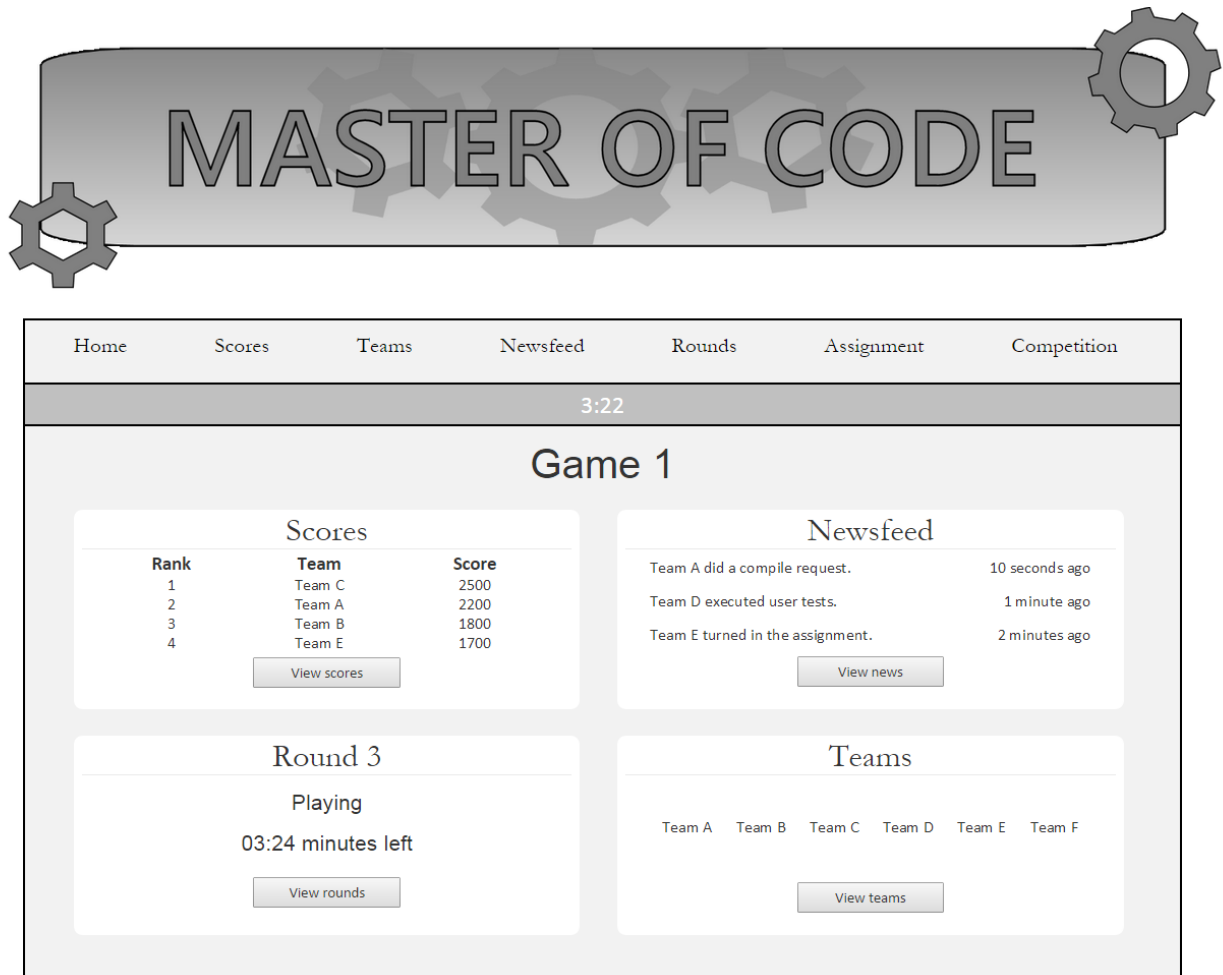 MASTER OF CODE
Home Scores Teams Newsfeed Rounds Assignment Competition
3:22
Game 1
Scores
Rank Team Score
1 Team C 2500
2 Team A 2200
3 Team B 1800
4 Team E 1700
View scores
Newsfeed
Team A did a compile request. 10 seconds ago
Team D executed user tests. 1 minute ago
Team E turned in the assignment. 2 minutes ago
View news
Round 3
Playing
03:24 minutes left
View rounds
Teams
Team A Team B Team C Team D Team E Team F
View teams